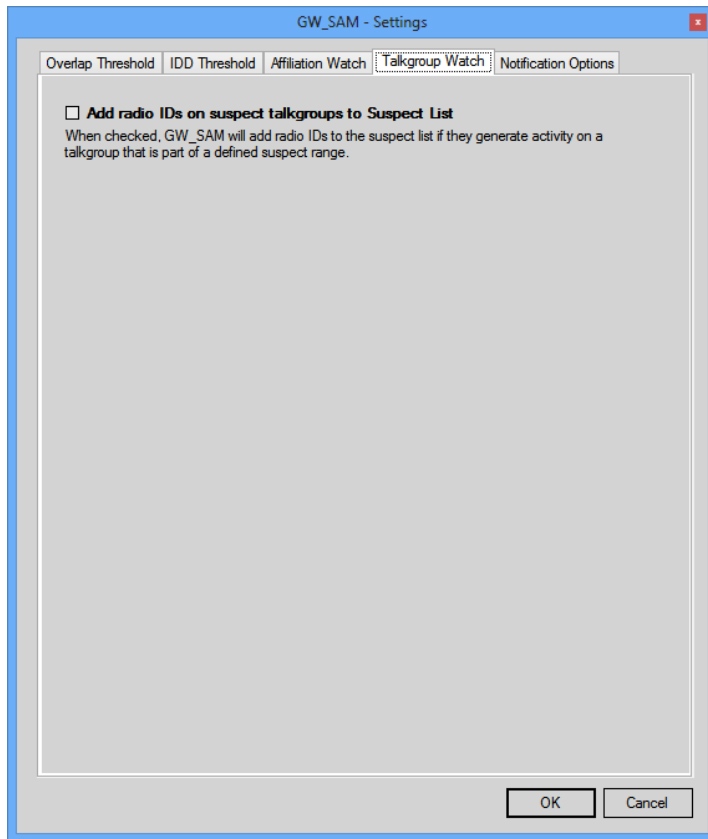 GW_SAM - Settings
x
Overlap Threshold IDD Threshold Affiliation Watch Talkgroup Watch Notification Options
Add radio IDs on suspect talkgroups to Suspect List
When checked, GW_SAM will add radio IDs to the suspect list if they generate activity on a
talkgroup that is part of a defined suspect range.
OK Cancel